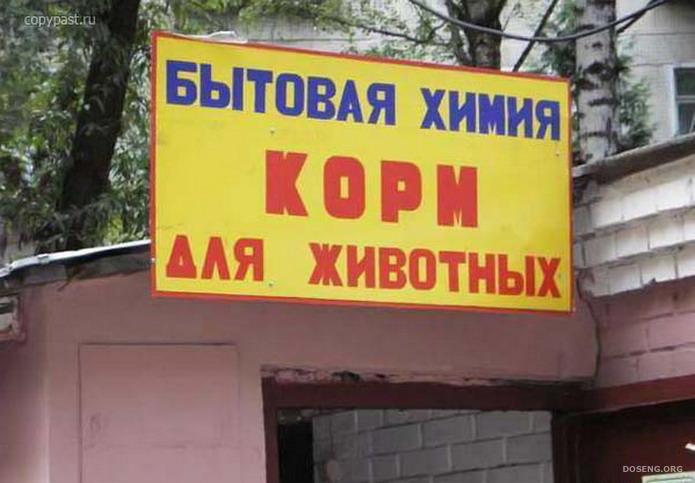 copypast.ru
БЫТОВАЯ ХИМИЯ
КОРМ
ДЛЯ ЖИВОТНЫХ
DOSENG.ORG